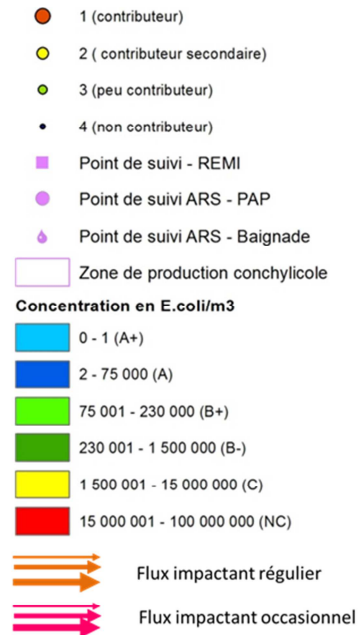 1 (contributeur)
2 ( contributeur secondaire)
3 (peu contributeur)
4 (non contributeur)
Point de suivi - REMI
Point de suivi ARS - PAP
Point de suivi ARS - Baignade
Zone de production conchylicole
Concentration en E.coli/m3
0 - 1 (A+)
2 - 75 000 (A)
75 001 - 230 000 (B+)
230 001 - 1 500 000 (B-)
1 500 001 - 15 000 000 (C)
15 000 001 - 100 000 000 (NC)
Flux impactant régulier
Flux impactant occasionnel